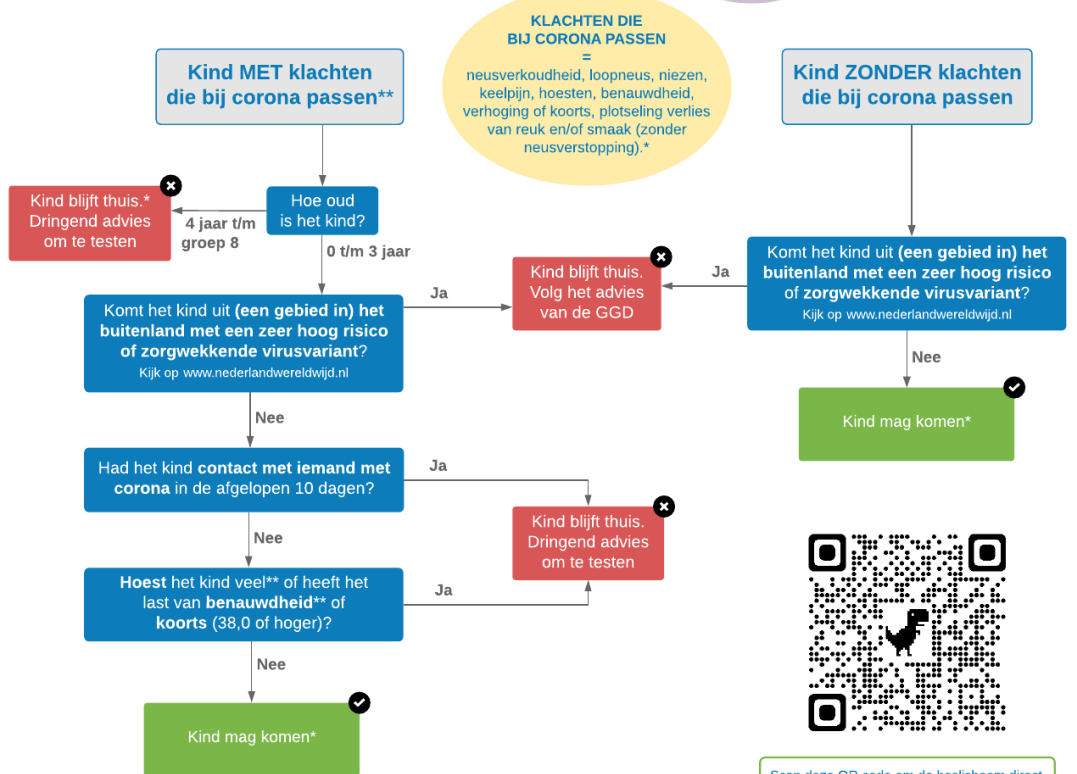 KLACHTEN DIE
BIJ CORONA PASSEN
=
neusverkoudheid, loopneus, niezen,
keelpijn, hoesten, benauwdheid,
verhoging of koorts, plotseling verlies
van reuk en/of smaak (zonder
neusverstopping).*
Kind MET klachten
die bij corona passen**
Kind ZONDER klachten
die bij corona passen
Hoe oud
is het kind?
4 jaar t/m
groep 8
Kind blijft thuis.*
Dringend advies
om te testen
0 t/m 3 jaar
Komt het kind uit (een gebied in) het
buitenland met een zeer hoog risico
of zorgwekkende virusvariant?
Kijk op www.nederlandwereldwijd.nl
Ja
Kind blijft thuis.
Volg het advies
van de GGD
Ja
Komt het kind uit (een gebied in) het
buitenland met een zeer hoog risico
of zorgwekkende virusvariant?
Kijk op www.nederlandwereldwijd.nl
Nee
Kind mag komen*
Nee
Had het kind contact met iemand met
corona in de afgelopen 10 dagen?
Ja
Kind blijft thuis.
Dringend advies
om te testen
Nee
Hoest het kind veel** of heeft het
last van benauwdheid** of
koorts (38,0 of hoger)?
Ja
Nee
Kind mag komen*
Scan deze QR code om de beslisboom direct